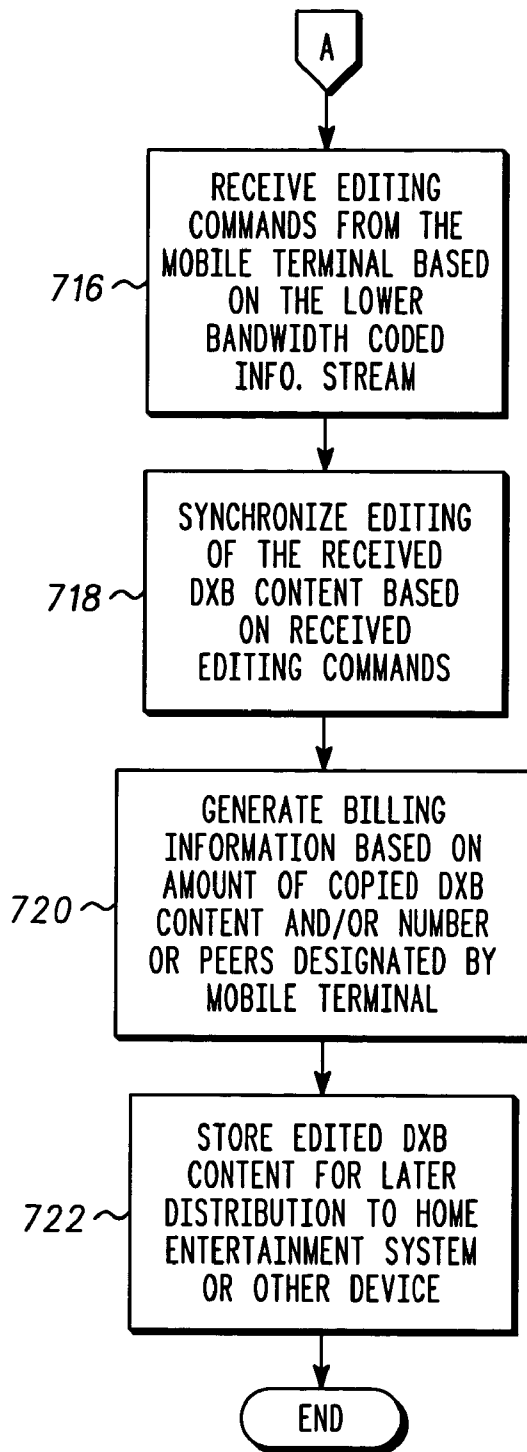 A
RECEIVE EDITING
COMMANDS FROM THE
MOBILE TERMINAL BASED
ON THE LOWER
BANDWIDTH CODED
INFO. STREAM
716
SYNCHRONIZE EDITING
OF THE RECEIVED
DXB CONTENT BASED
ON RECEIVED
EDITING COMMANDS
718
GENERATE BILLING
INFORMATION BASED ON
AMOUNT OF COPIED DXB
CONTENT AND/OR NUMBER
OR PEERS DESIGNATED BY
MOBILE TERMINAL
720
STORE EDITED DXB
CONTENT FOR LATER
DISTRIBUTION TO HOME
ENTERTAINMENT SYSTEM
OR OTHER DEVICE
722
END